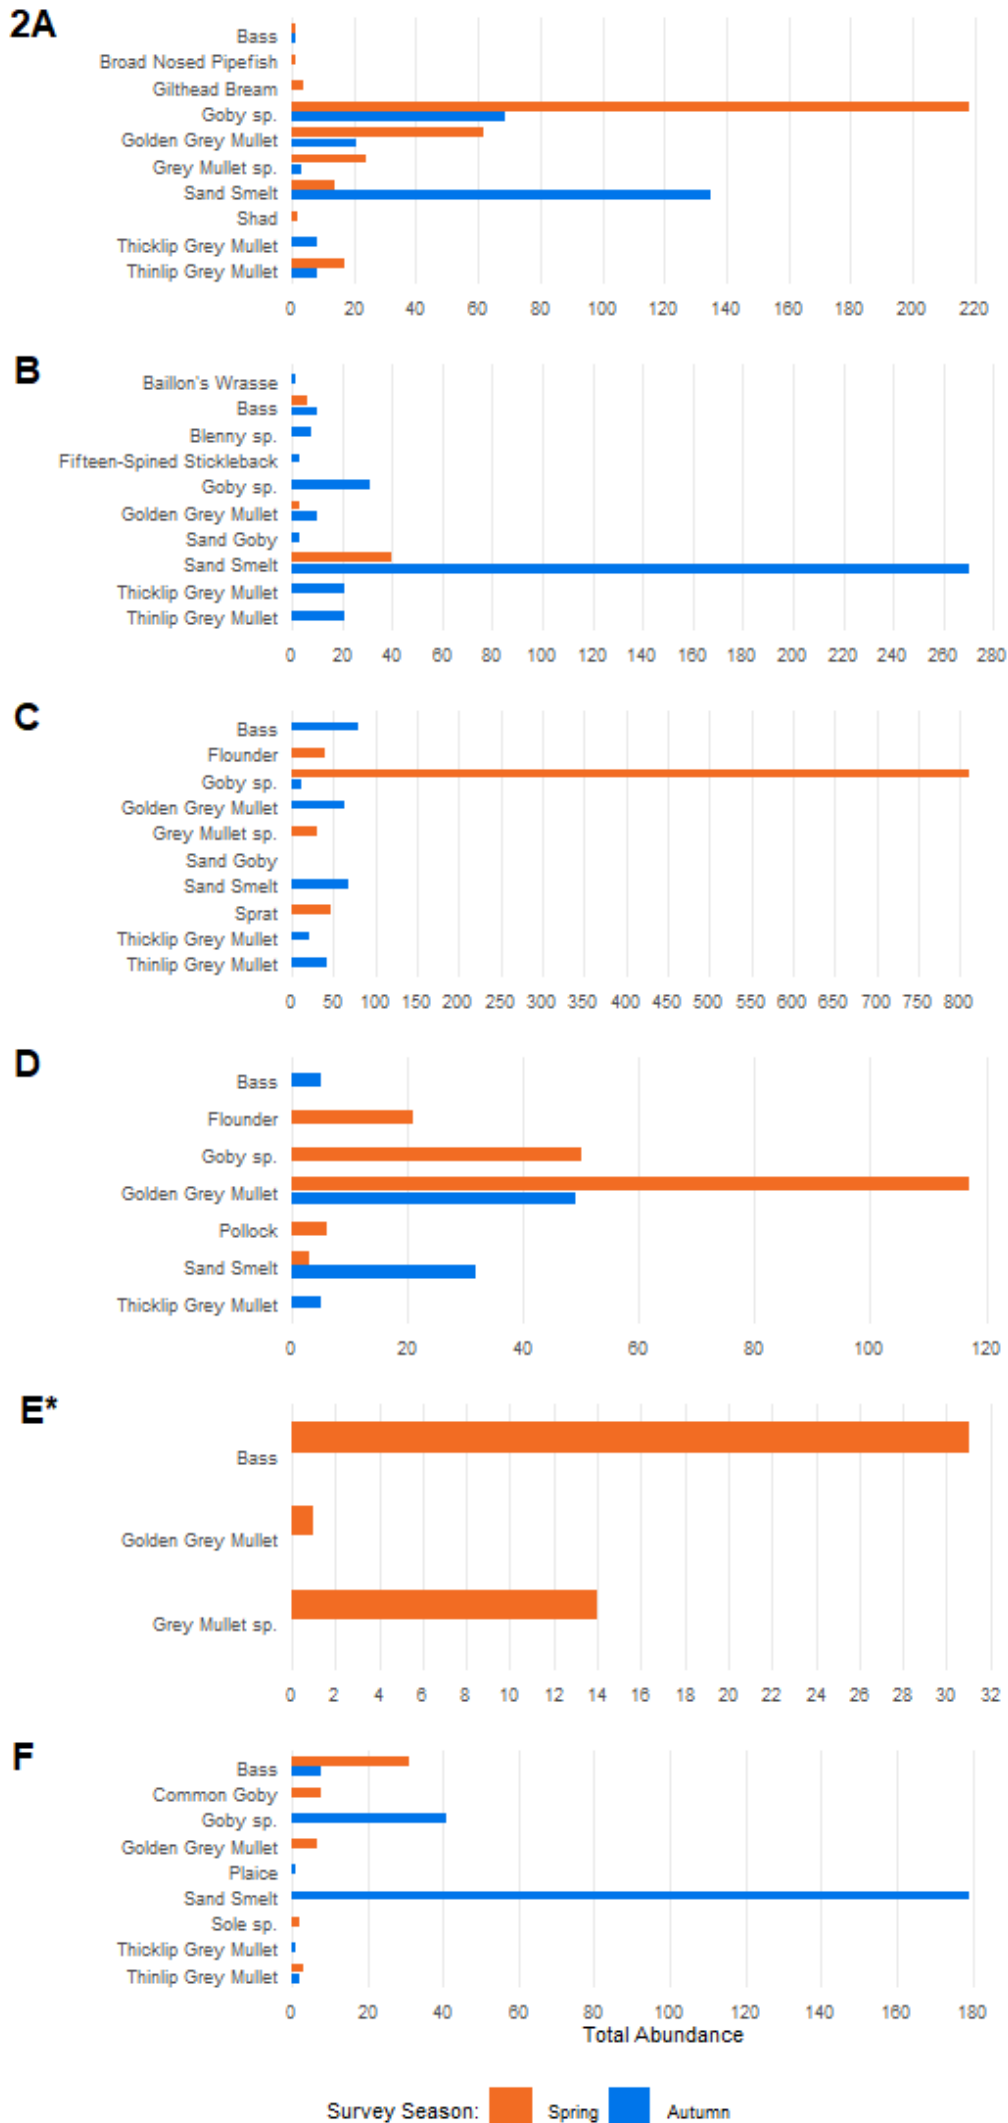 2A
Bass
Broad Nosed Pipefish
Gilthead Bream
Goby sp.
Golden Grey Mullet
Grey Mullet sp.
Sand Smelt
Shad
Thicklip Grey Mullet
Thinlip Grey Mullet
0 20 40 60 80 100 120 140 160 180 200 220
B
Baillon's Wrasse
Bass
Blenny sp.
Fifteen-Spined Stickleback
Goby sp.
Golden Grey Mullet
Sand Goby
Sand Smelt
Thicklip Grey Mullet
Thinlip Grey Mullet
0 20 40 60 80 100 120 140 160 180 200 220 240 260 280
C
Bass
Flounder
Goby sp.
Golden Grey Mullet
Grey Mullet sp.
Sand Goby
Sand Smelt
Sprat
Thicklip Grey Mullet
Thinlip Grey Mullet
0 50 100 150 200 250 300 350 400 450 500 550 600 650 700 750 800
D
Bass
Flounder
Goby sp.
Golden Grey Mullet
Pollock
Sand Smelt
Thicklip Grey Mullet
0 20 40 60 80 100 120
E*
Bass
Golden Grey Mullet
Grey Mullet sp.
0 2 4 6 8 10 12 14 16 18 20 22 24 26 28 30 32
F
Bass
Common Goby
Goby sp.
Golden Grey Mullet
Plaice
Sand Smelt
Sole sp.
Thicklip Grey Mullet
Thinlip Grey Mullet
0 20 40 60 80 100 120 140 160 180
Total Abundance
Survey Season: Spring Autumn